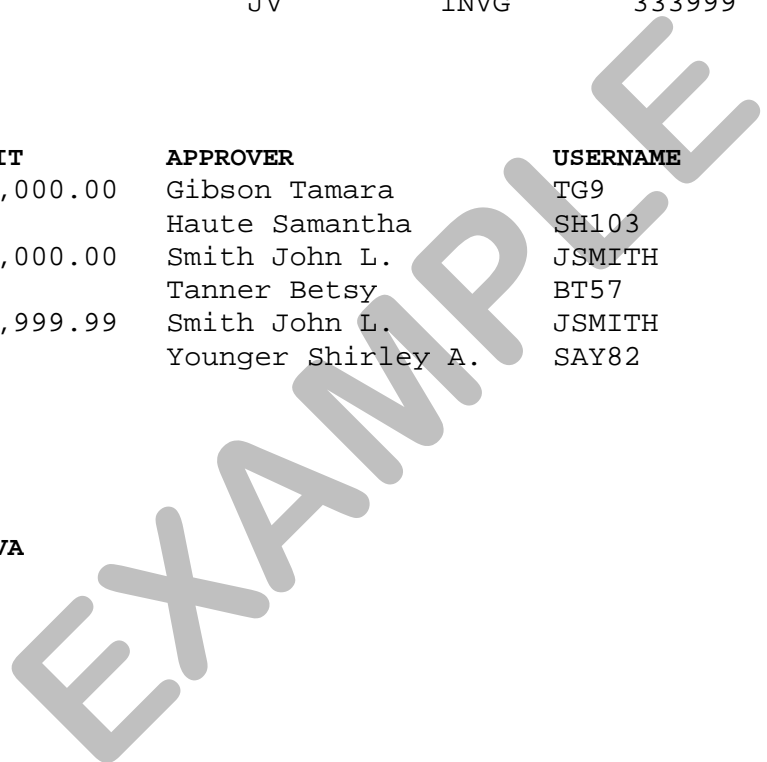 JV INVG 333999
IT APPROVER USERNAME
,000.00 Gibson Tamara TG9
Haute Samantha SH103
,000.00 Smith John L. JSMITH
Tanner Betsy BT57
,999.99 Smith John L. JSMITH
Younger Shirley A. SAY82
VA
EXAMPLE